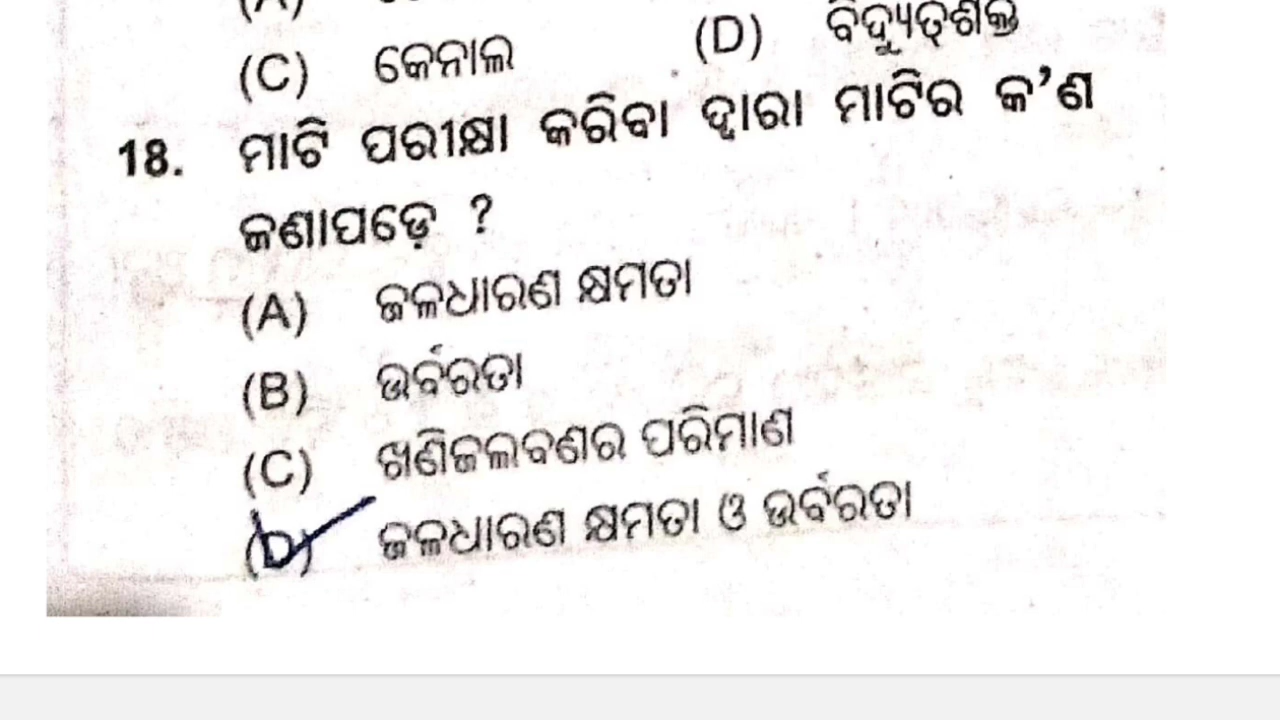 (C) କେନାଲ (D) ବିଦ୍ୟୁତ୍‌ଶକ୍ତି
18. ମାଟି ପରୀକ୍ଷା କରିବା ଦ୍ୱାରା ମାଟିର କ'ଣ
ଜଣାପଡ଼େ ?
(A) ଜଳଧାରଣ କ୍ଷମତା
(B) ଉର୍ବରତା
(C) ଖଣିଜଲବଣର ପରିମାଣ
(D) ଜଳଧାରଣ କ୍ଷମତା ଓ ଉର୍ବରତା